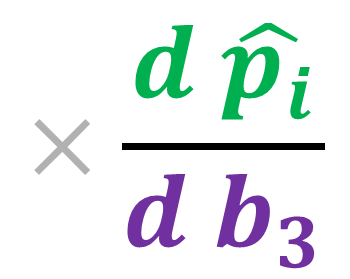 × d p̂ᵢ
d b₃